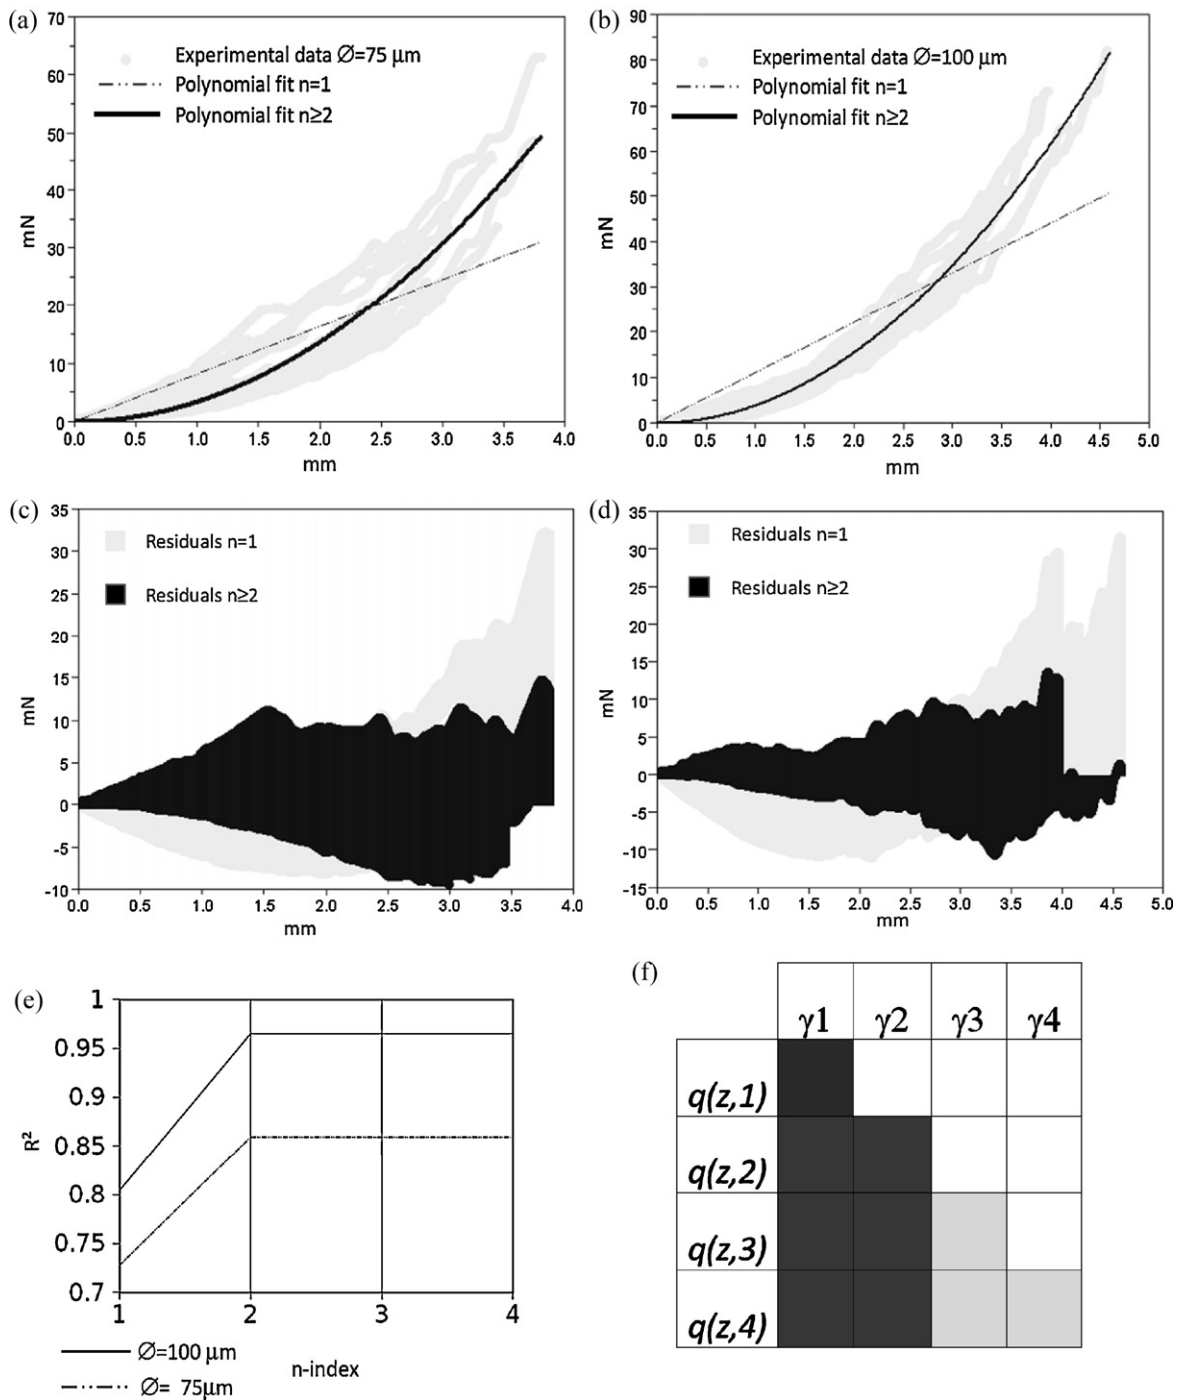 (a)
70
60
50
40
30
20
10
0
mN
Experimental data Ø=75 μm
Polynomial fit n=1
Polynomial fit n≥2
0.0 0.5 1.0 1.5 2.0 2.5 3.0 3.5 4.0
mm
(b)
90
80
70
60
50
40
30
20
10
0
mN
Experimental data Ø=100 μm
Polynomial fit n=1
Polynomial fit n≥2
0.0 0.5 1.0 1.5 2.0 2.5 3.0 3.5 4.0 4.5 5.0
mm
(c)
35
30
25
20
15
10
5
0
-5
-10
mN
Residuals n=1
Residuals n≥2
0.0 0.5 1.0 1.5 2.0 2.5 3.0 3.5 4.0
mm
(d)
35
30
25
20
15
10
5
0
-5
-10
-15
mN
Residuals n=1
Residuals n≥2
0.0 0.5 1.0 1.5 2.0 2.5 3.0 3.5 4.0 4.5 5.0
mm
(e)
1
0.95
0.9
0.85
0.8
0.75
0.7
R²
1 2 3 4
n-index
Ø=100 μm
Ø= 75μm
(f)
γ1 γ2 γ3 γ4
q(z,1)
q(z,2)
q(z,3)
q(z,4)